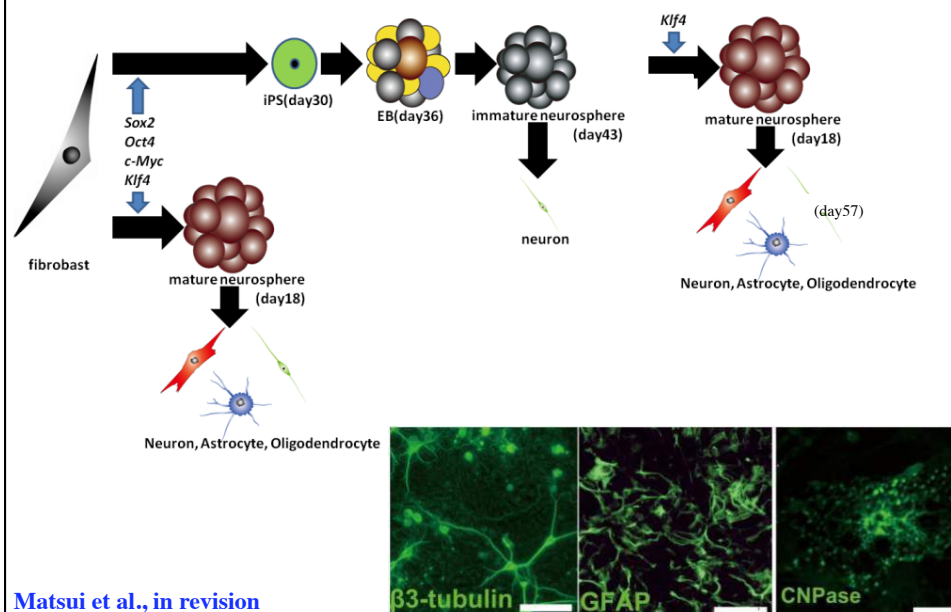 Klf4
iPS(day30)
EB(day36)
immature neurosphere
(day43)
mature neurosphere
(day18)
Sox2
Oct4
c-Myc
Klf4
(day57)
neuron
fibrobast
mature neurosphere
(day18)
Neuron, Astrocyte, Oligodendrocyte
Neuron, Astrocyte, Oligodendrocyte
β3-tubulin
GFAP
CNPase
Matsui et al., in revision